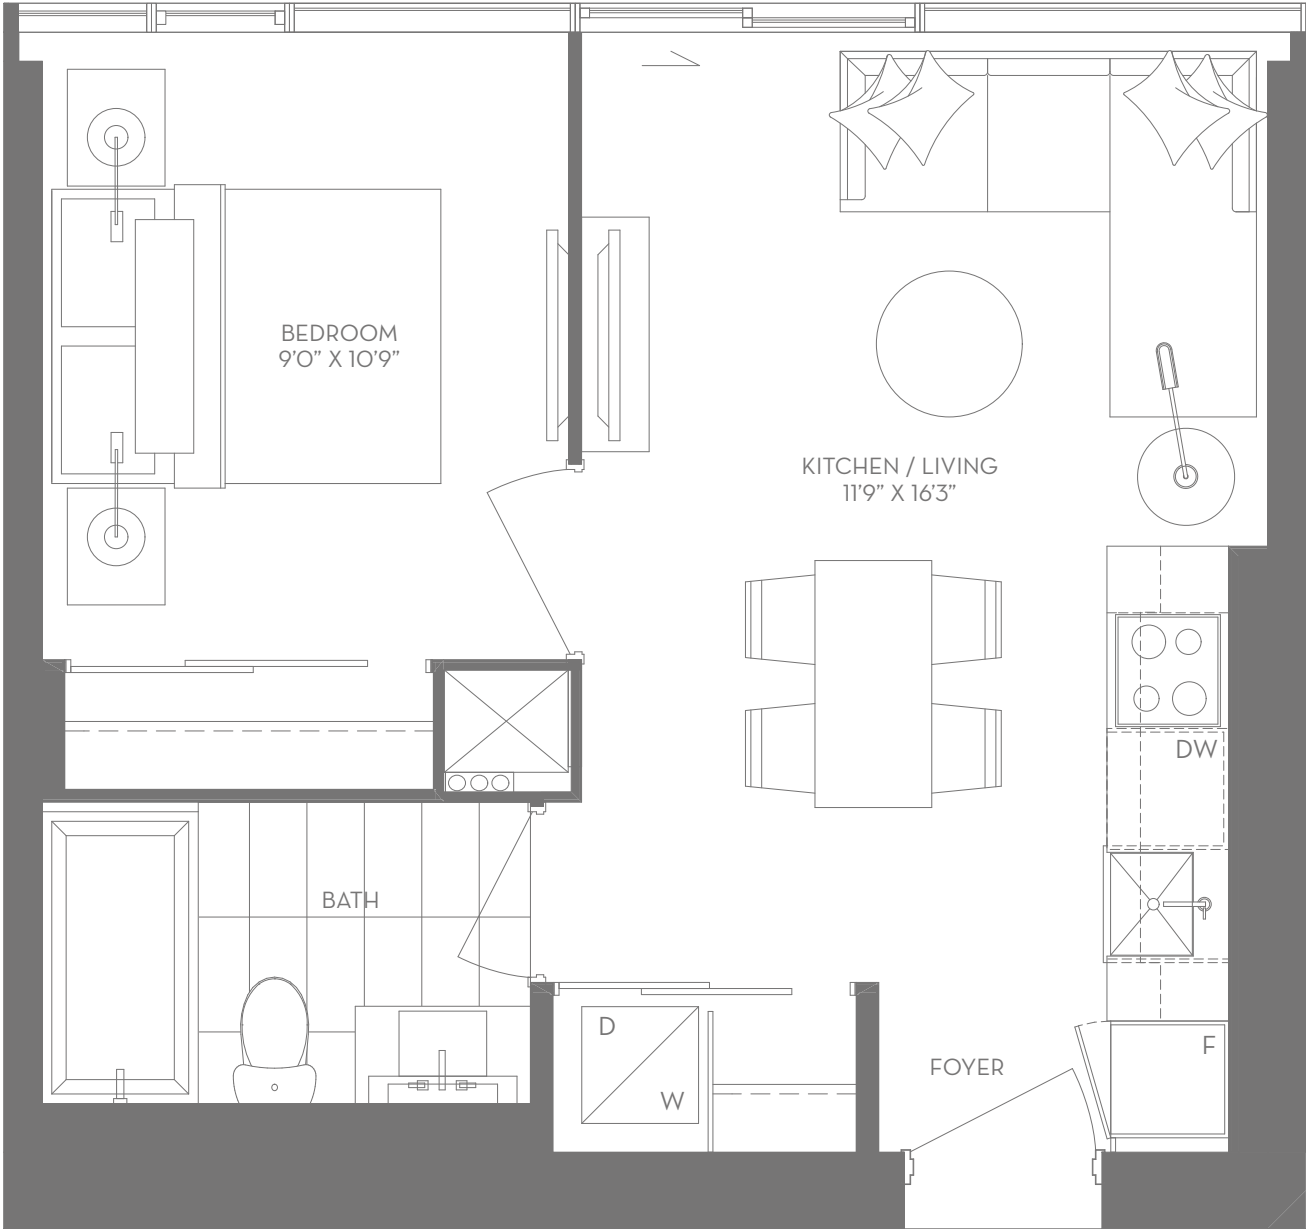 BEDROOM
9'0" X 10'9"
KITCHEN / LIVING
11'9" X 16'3"
DW
BATH
D
W
FOYER
F